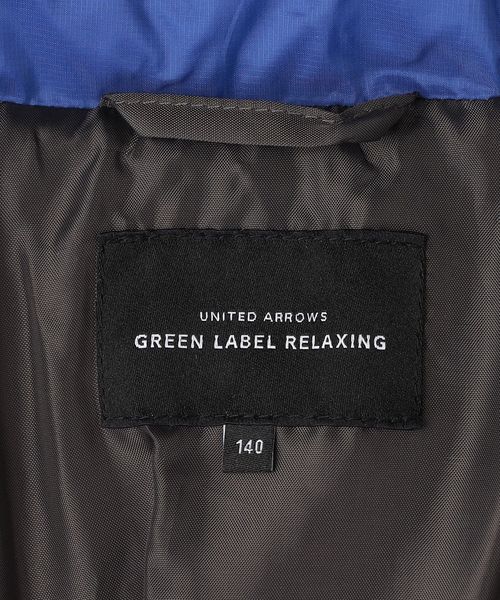 UNITED ARROWS
GREEN LABEL RELAXING
140